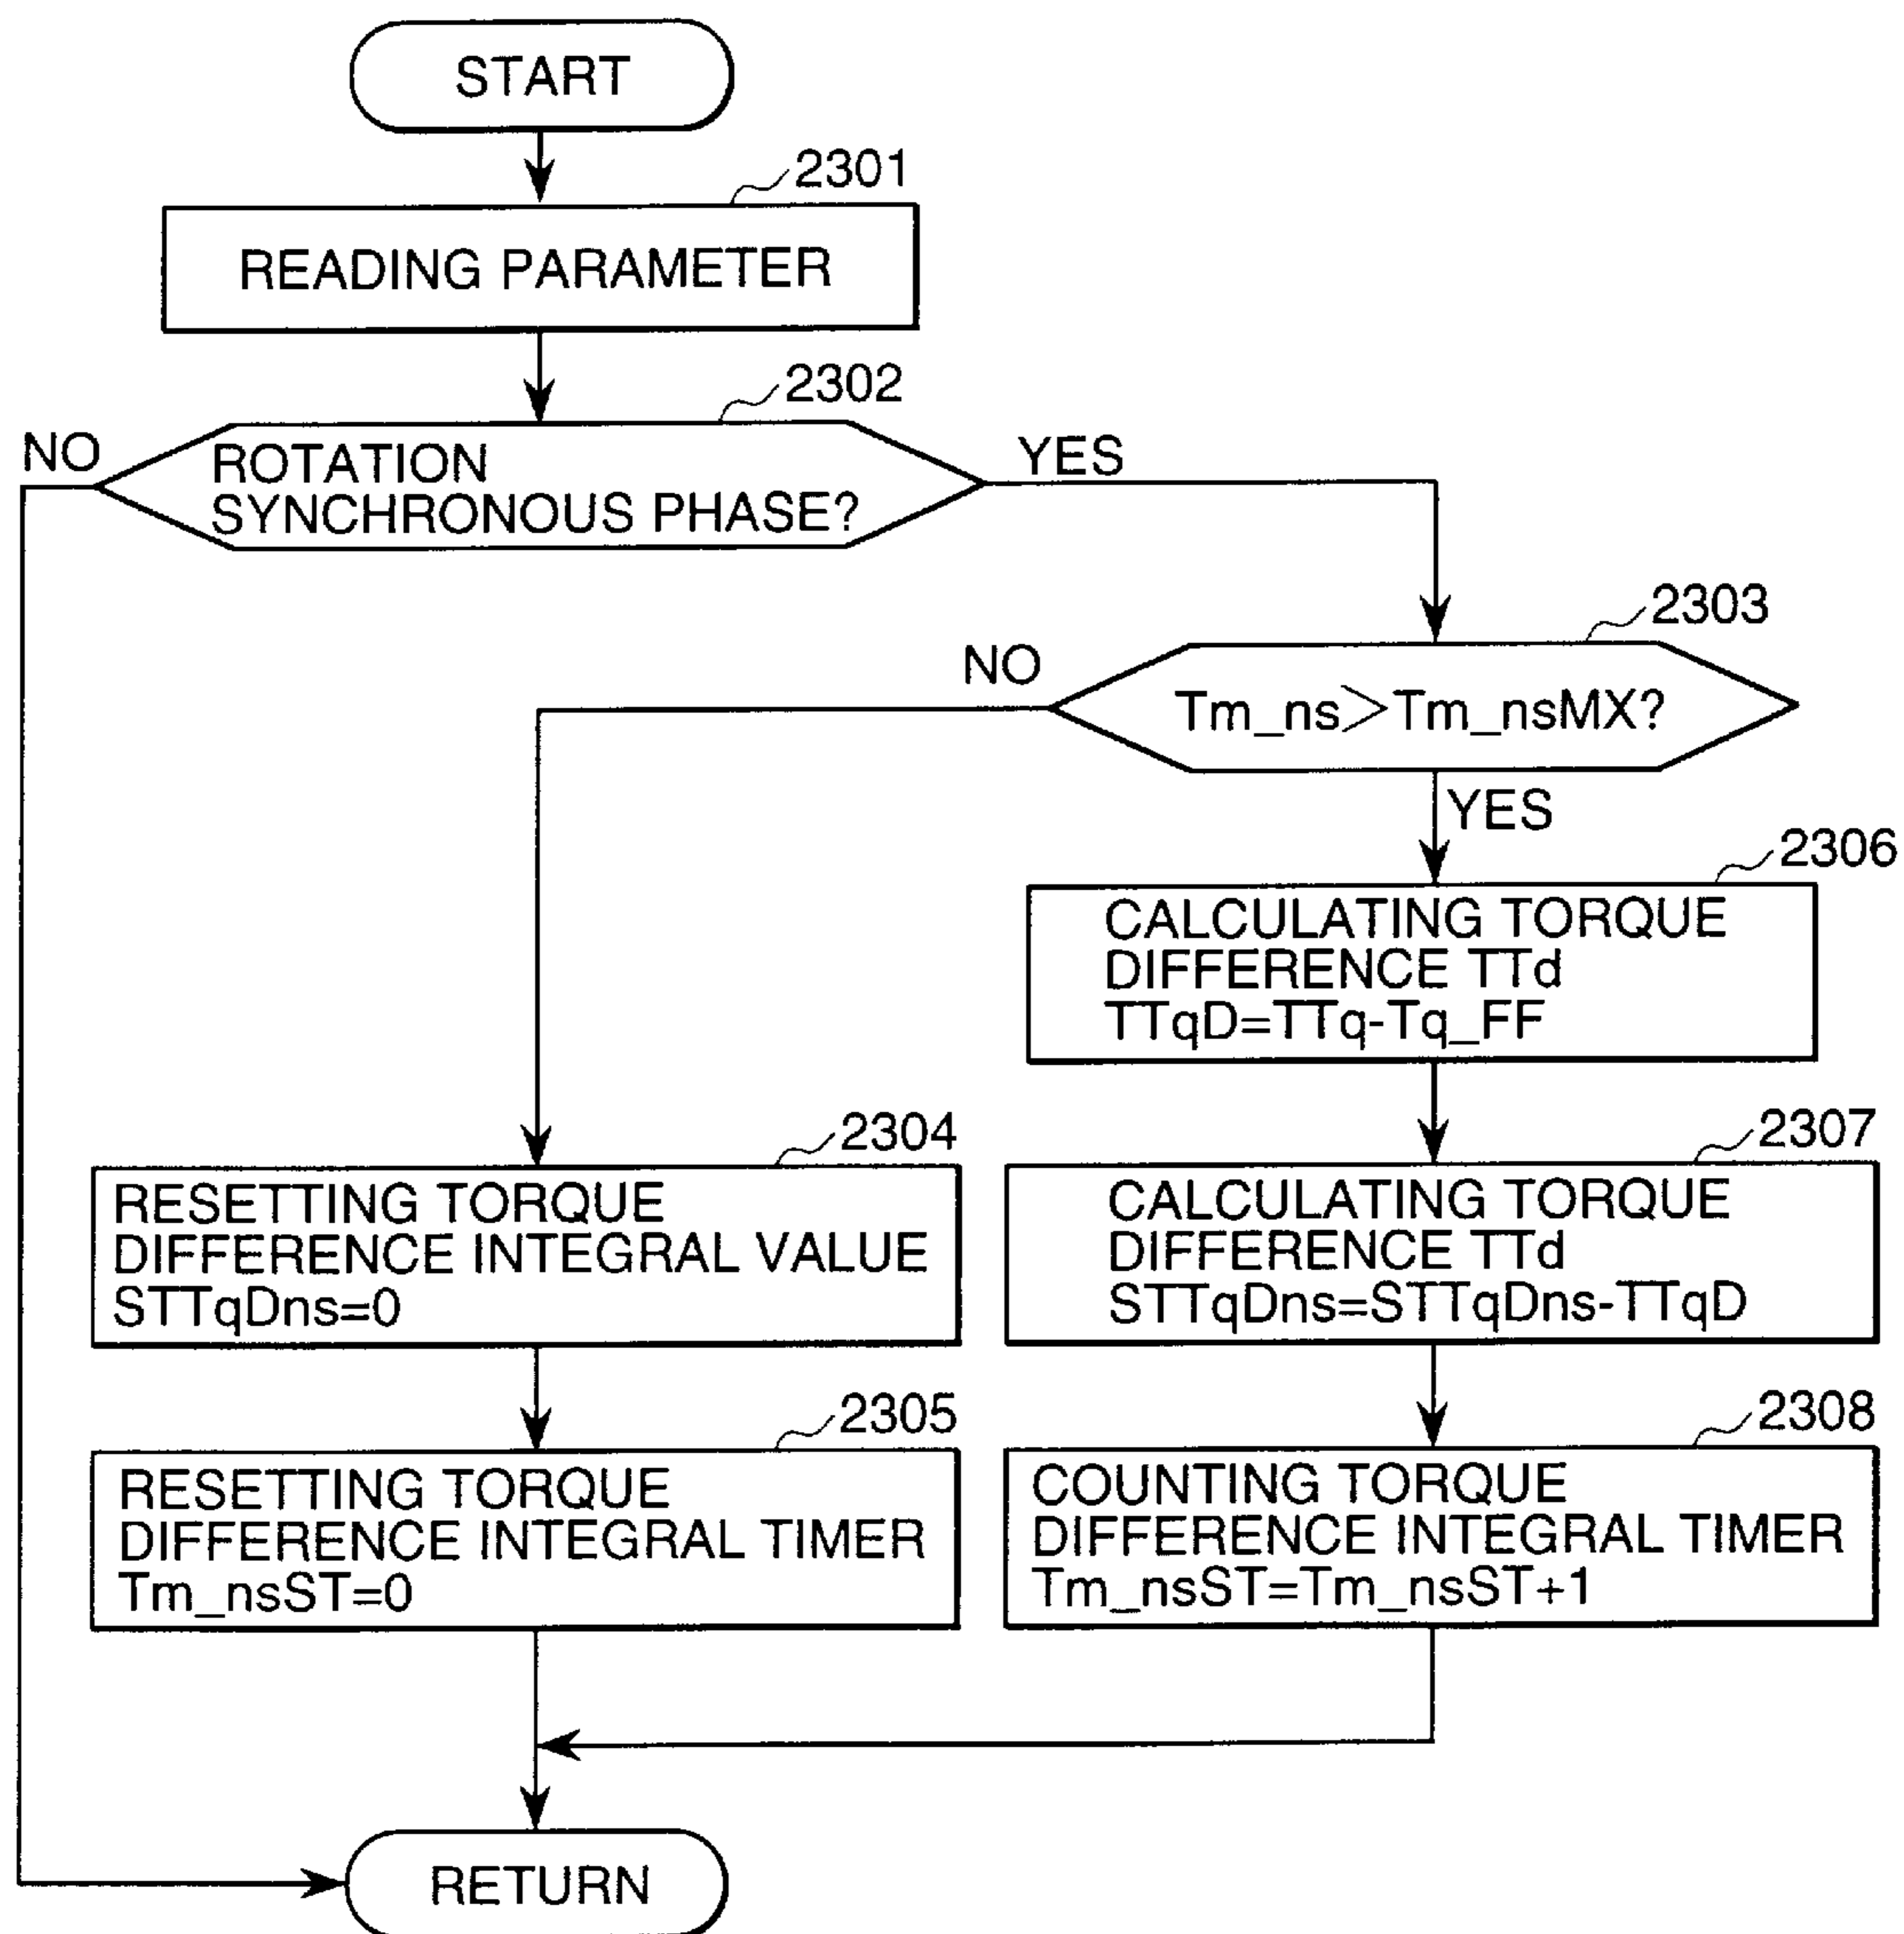 START
2301
READING PARAMETER
2302
NO
ROTATION
SYNCHRONOUS PHASE?
YES
2303
NO
Tm_ns>Tm_nsMX?
YES
2306
CALCULATING TORQUE
DIFFERENCE TTd
TTqD=TTq-Tq_FF
2304
RESETTING TORQUE
DIFFERENCE INTEGRAL VALUE
STTqDns=0
2307
CALCULATING TORQUE
DIFFERENCE TTd
STTqDns=STTqDns-TTqD
2305
RESETTING TORQUE
DIFFERENCE INTEGRAL TIMER
Tm_nsST=0
2308
COUNTING TORQUE
DIFFERENCE INTEGRAL TIMER
Tm_nsST=Tm_nsST+1
RETURN